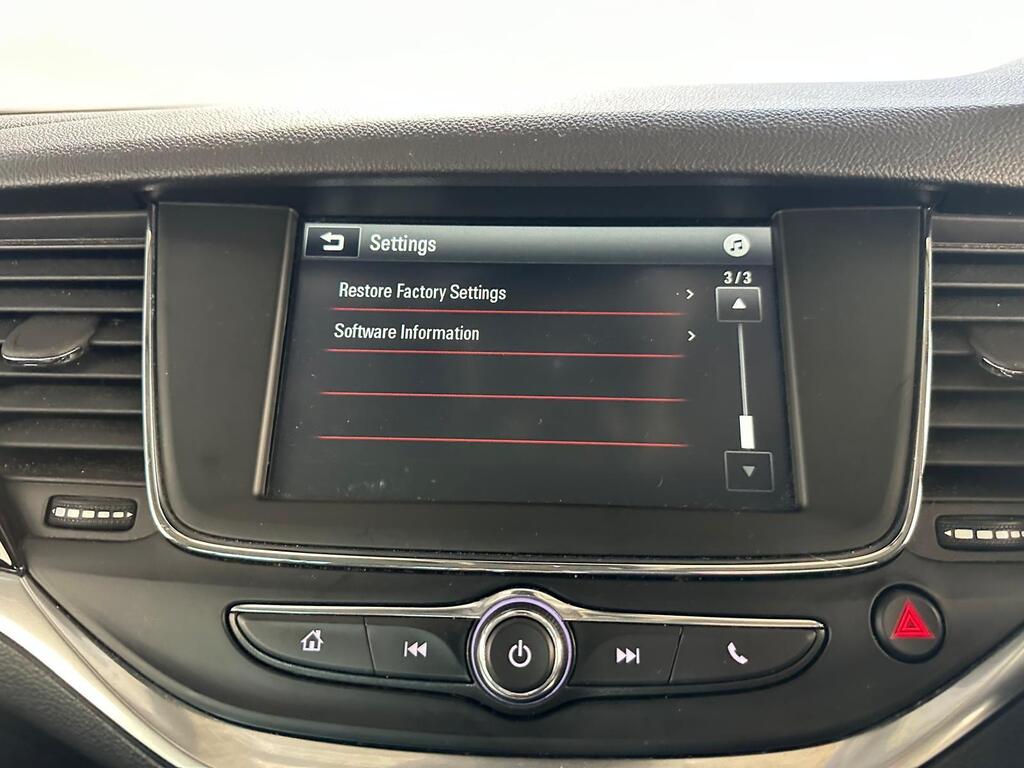 Settings
3/3
Restore Factory Settings
Software Information